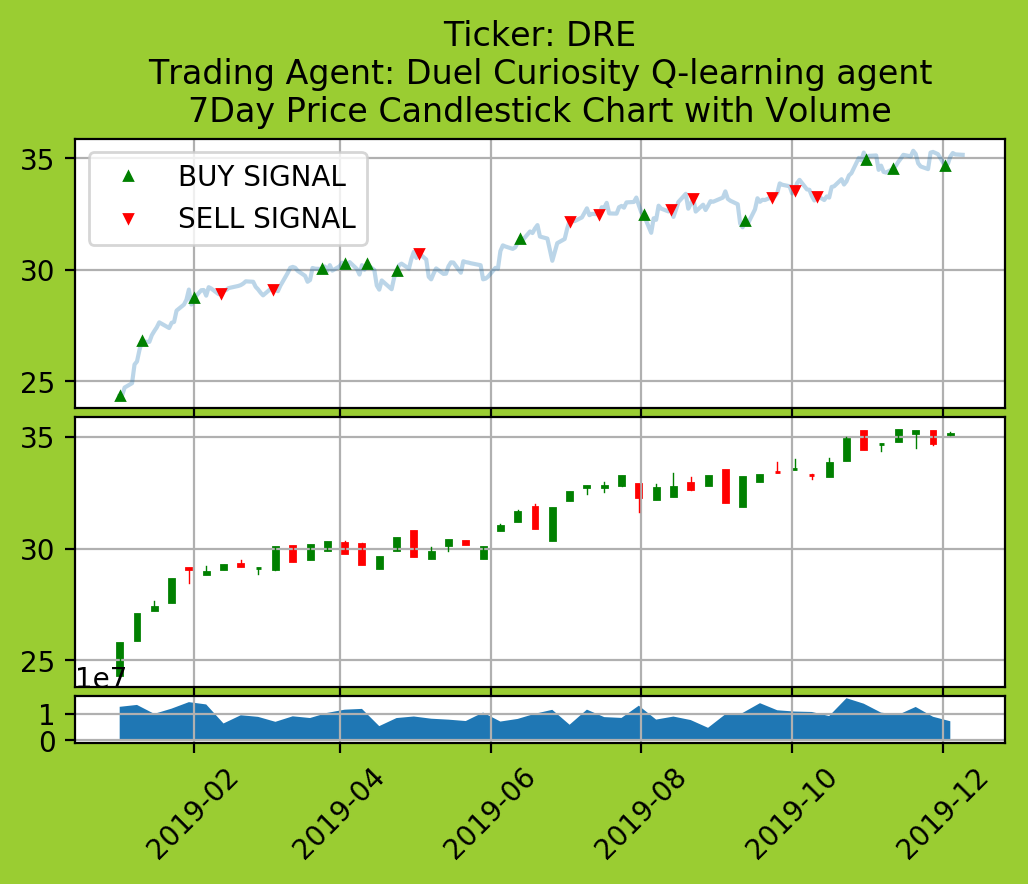 Ticker: DRE
Trading Agent: Duel Curiosity Q-learning agent
7Day Price Candlestick Chart with Volume
BUY SIGNAL
SELL SIGNAL
35
30
25
35
30
25
1e7
1
0
2019-02
2019-04
2019-06
2019-08
2019-10
2019-12